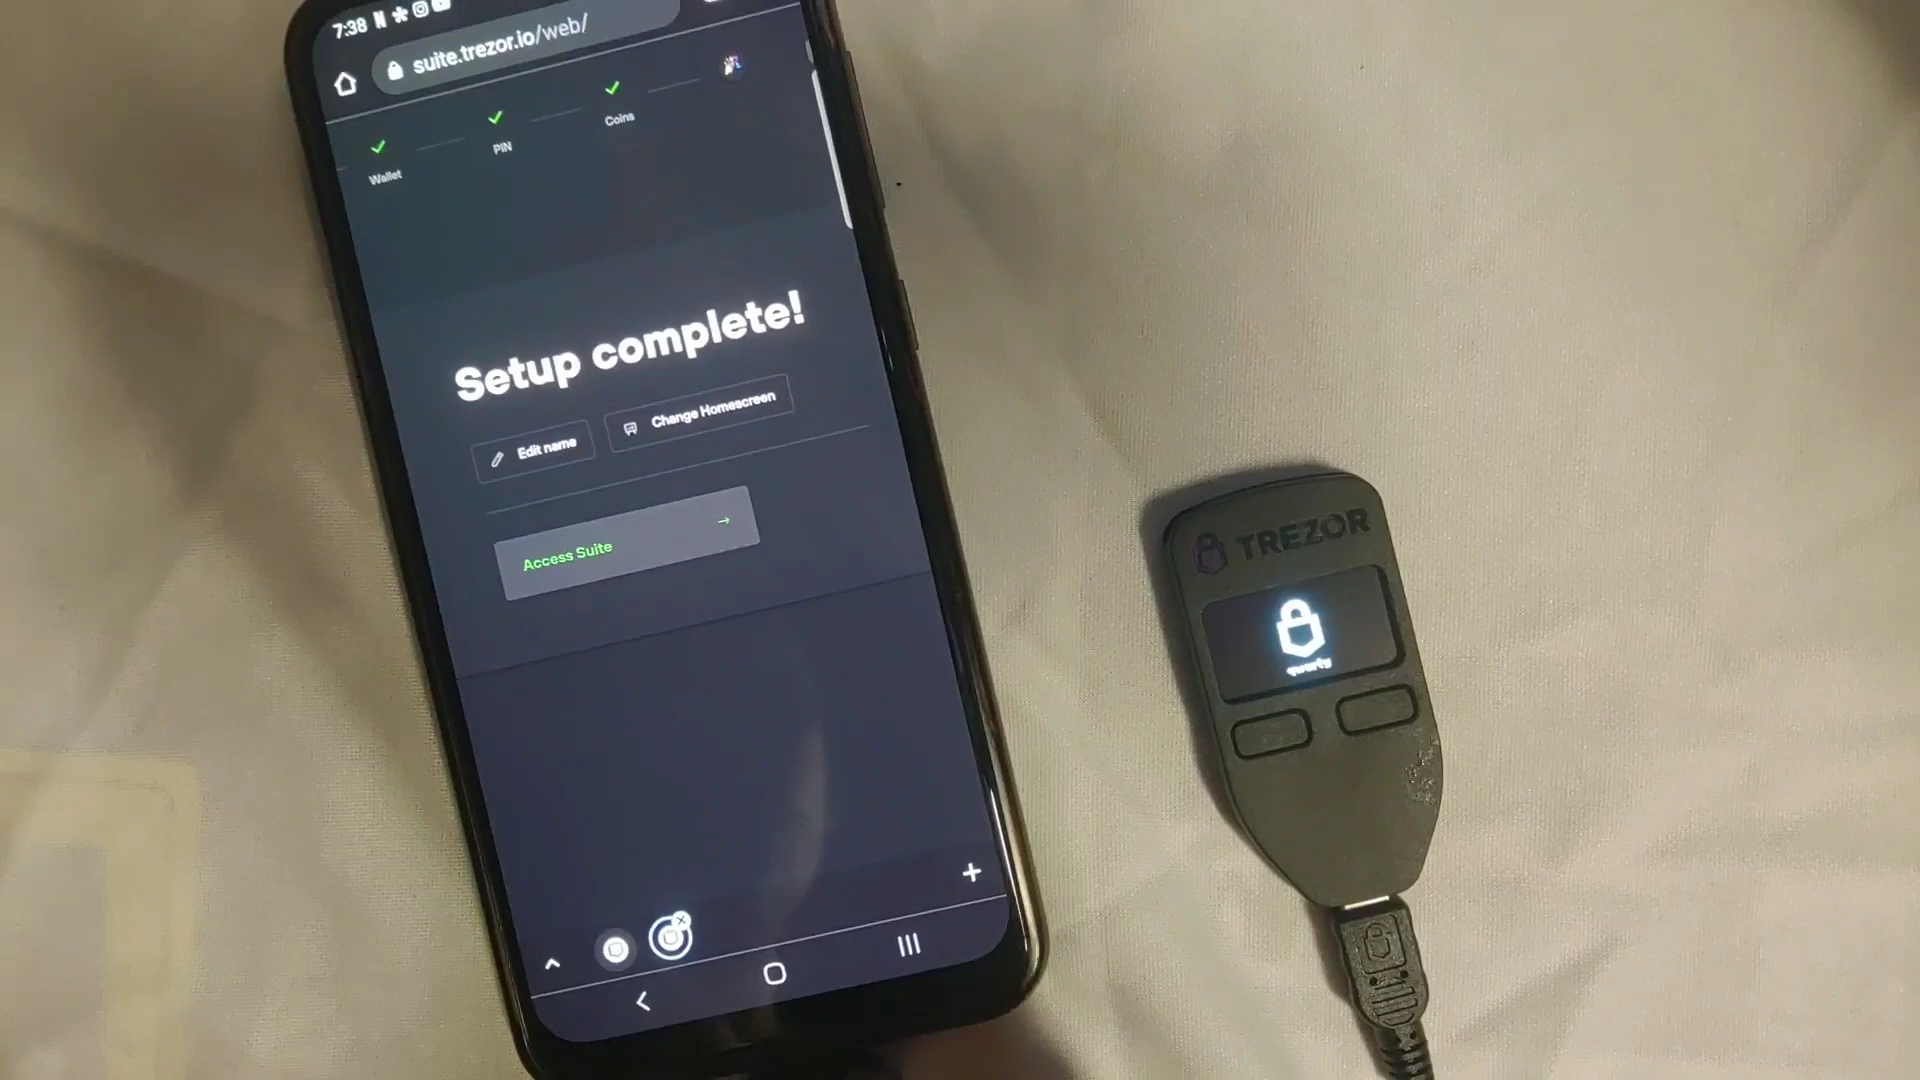 7:38
suite.trezor.io/web/
Wallet
PIN
Coins
Setup complete!
Edit name
Change Homescreen
Access Suite
TREZOR